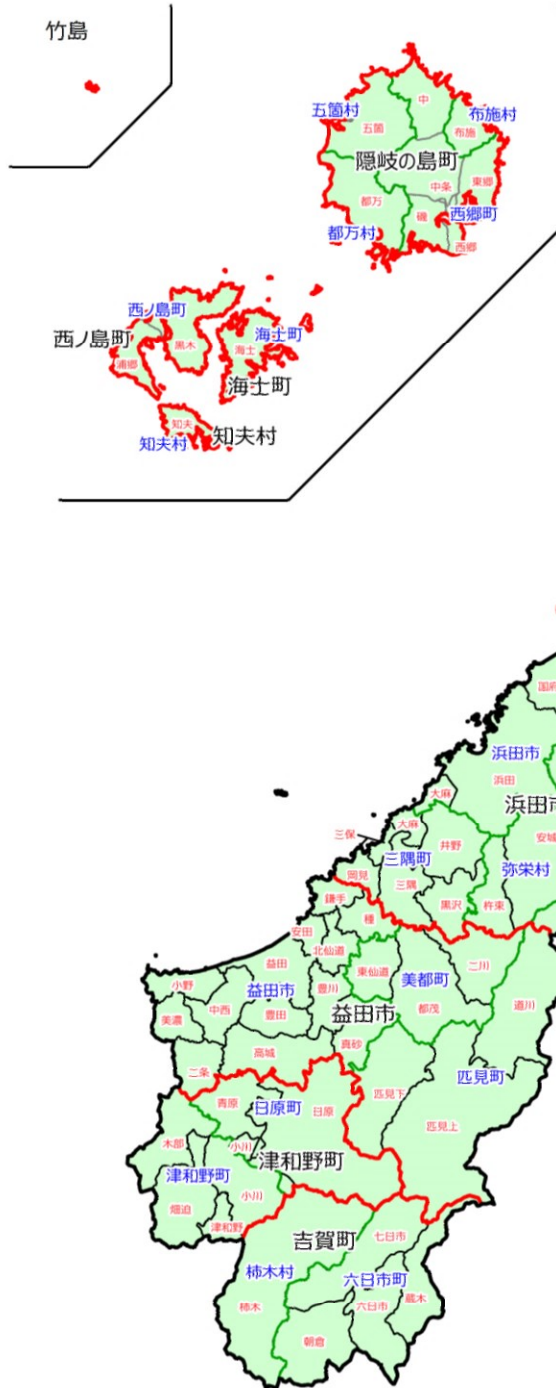 竹島
中
五箇村
布施村
五箇
布施
隠岐の島町
中条
東郷
都万
磯
西郷町
都万村
西郷
西ノ島町
海士町
西ノ島町
黒木
海士
浦郷
海士町
知夫
知夫村
知夫村
国府
浜田市
浜田
大麻
浜田市
大麻
三保
井野
安城
三隅町
弥栄村
岡見
三隅
鎌手
黒沢
杵束
種
安田
北仙道
益田
東仙道
二川
小野
美都町
益田市
豊川
中西
道川
美濃
豊田
益田市
都茂
高城
真砂
二条
匹見町
匹見下
青原
日原町
日原
匹見上
木部
小川
津和野町
津和野町
小川
畑迫
津和野
吉賀町
七日市
柿木村
六日市町
蔵木
柿木
六日市
朝倉